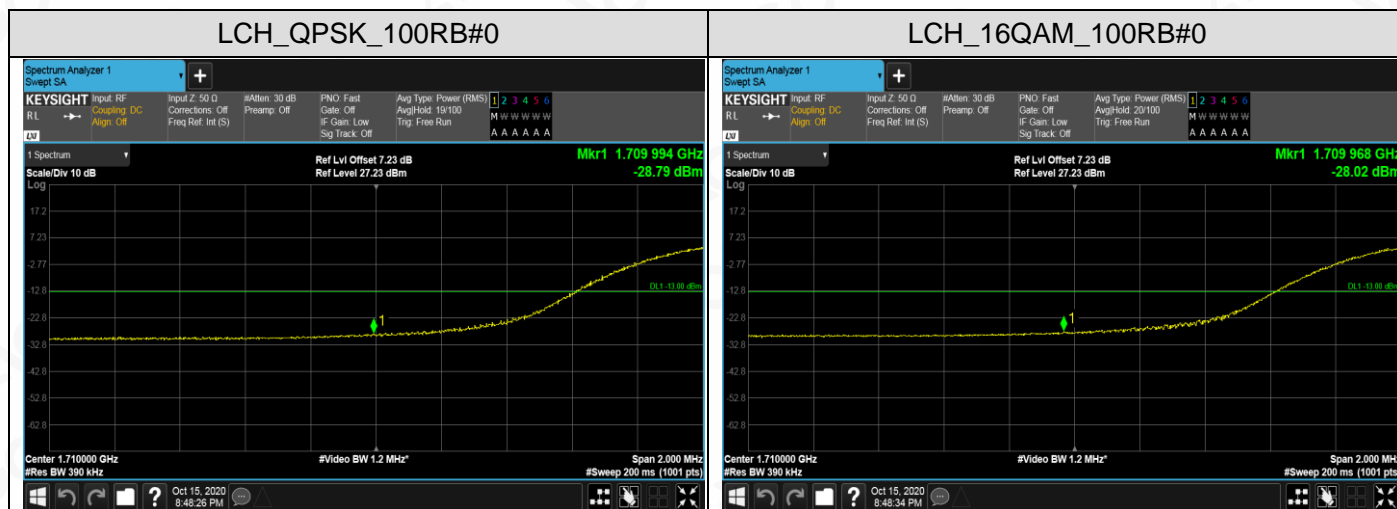 LCH_QPSK_100RB#0
LCH_16QAM_100RB#0
Spectrum Analyzer 1
Swept SA
+
KEYSIGHT Input: RF Input Z: 50 Ω #Atten: 30 dB PNO: Fast Avg Type: Power (RMS) 1 2 3 4 5 6
RL Coupling: DC Corrections: Off Preamp: Off Gate: Off Avg|Hold: 19/100 M W W W W W
Align: Off Freq Ref: Int (S) IF Gain: Low Trig: Free Run
LXI Sig Track: Off A A A A A A
1 Spectrum
Ref Lvl Offset 7.23 dB Mkr1 1.709 994 GHz
Scale/Div 10 dB Ref Level 27.23 dBm -28.79 dBm
Log
17.2
7.23
-2.77
-12.8 DL1 -13.00 dBm
-22.8
1
-32.8
-42.8
-52.8
-62.8
Center 1.710000 GHz #Video BW 1.2 MHz* Span 2.000 MHz
#Res BW 390 kHz #Sweep 200 ms (1001 pts)
? Oct 15, 2020
8:48:26 PM
Spectrum Analyzer 1
Swept SA
+
KEYSIGHT Input: RF Input Z: 50 Ω #Atten: 30 dB PNO: Fast Avg Type: Power (RMS) 1 2 3 4 5 6
RL Coupling: DC Corrections: Off Preamp: Off Gate: Off Avg|Hold: 20/100 M W W W W W
Align: Off Freq Ref: Int (S) IF Gain: Low Trig: Free Run
LXI Sig Track: Off A A A A A A
1 Spectrum
Ref Lvl Offset 7.23 dB Mkr1 1.709 968 GHz
Scale/Div 10 dB Ref Level 27.23 dBm -28.02 dBm
Log
17.2
7.23
-2.77
-12.8 DL1 -13.00 dBm
-22.8
1
-32.8
-42.8
-52.8
-62.8
Center 1.710000 GHz #Video BW 1.2 MHz* Span 2.000 MHz
#Res BW 390 kHz #Sweep 200 ms (1001 pts)
? Oct 15, 2020
8:48:34 PM